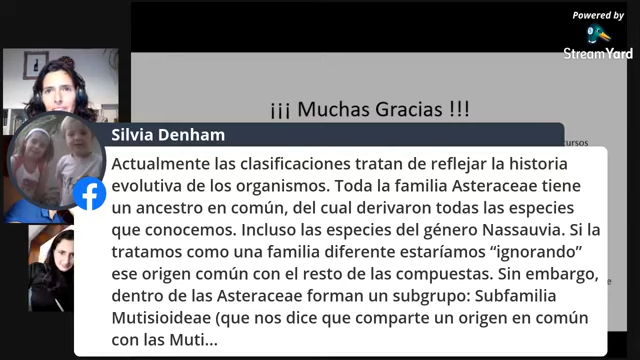 Powered by
StreamYard
¡¡¡ Muchas Gracias !!!
cursos
Silvia Denham
Actualmente las clasificaciones tratan de reflejar la historia
evolutiva de los organismos. Toda la familia Asteraceae tiene
un ancestro en común, del cual derivaron todas las especies
que conocemos. Incluso las especies del género Nassauvia. Si la
tratamos como una familia diferente estaríamos “ignorando”
ese origen común con el resto de las compuestas. Sin embargo,
dentro de las Asteraceae forman un subgrupo: Subfamilia
Mutisioideae (que nos dice que comparte un origen en común
con las Muti...